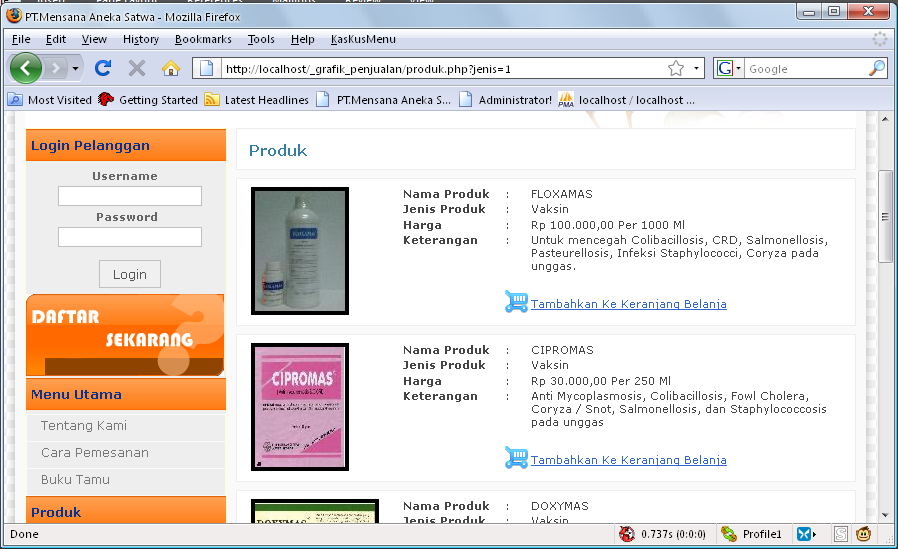 PT.Mensana Aneka Satwa - Mozilla Firefox
File Edit View History Bookmarks Tools Help KasKusMenu
http://localhost/_grafik_penjualan/produk.php?jenis=1
Google
Most Visited Getting Started Latest Headlines PT.Mensana Aneka S... Administrator! PMA localhost / localhost ...
Login Pelanggan
Username
Password
Login
DAFTAR
SEKARANG
Menu Utama
Tentang Kami
Cara Pemesanan
Buku Tamu
Produk
Produk
Nama Produk : FLOXAMAS
Jenis Produk : Vaksin
Harga : Rp 100.000,00 Per 1000 Ml
Keterangan : Untuk mencegah Colibacillosis, CRD, Salmonellosis,
Pasteurellosis, Infeksi Staphylococci, Coryza pada
unggas.
Tambahkan Ke Keranjang Belanja
CIPROMAS
Nama Produk : CIPROMAS
Jenis Produk : Vaksin
Harga : Rp 30.000,00 Per 250 Ml
Keterangan : Anti Mycoplasmosis, Colibacillosis, Fowl Cholera,
Coryza / Snot, Salmonellosis, dan Staphylococcosis
pada unggas
Tambahkan Ke Keranjang Belanja
DOXYMAS
Nama Produk : DOXYMAS
Jenis Produk : Vaksin
Done
0.737s (0:0:0) Profile1